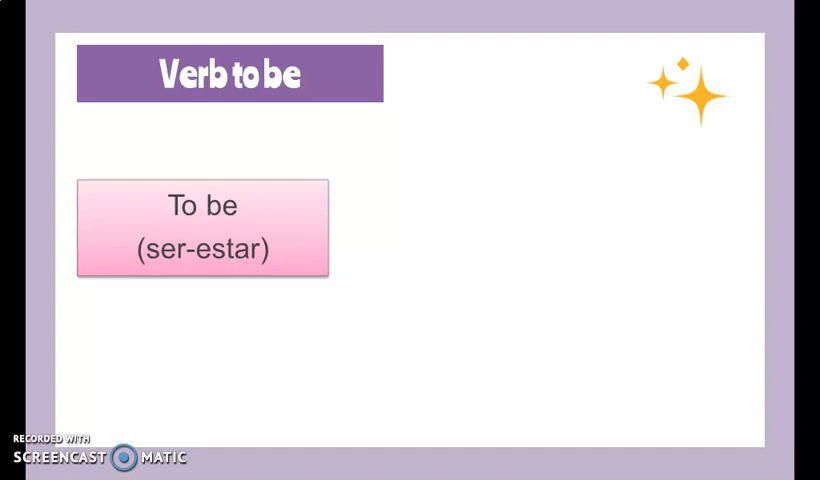 Verb to be
To be
(ser-estar)
RECORDED WITH
SCREENCAST MATIC